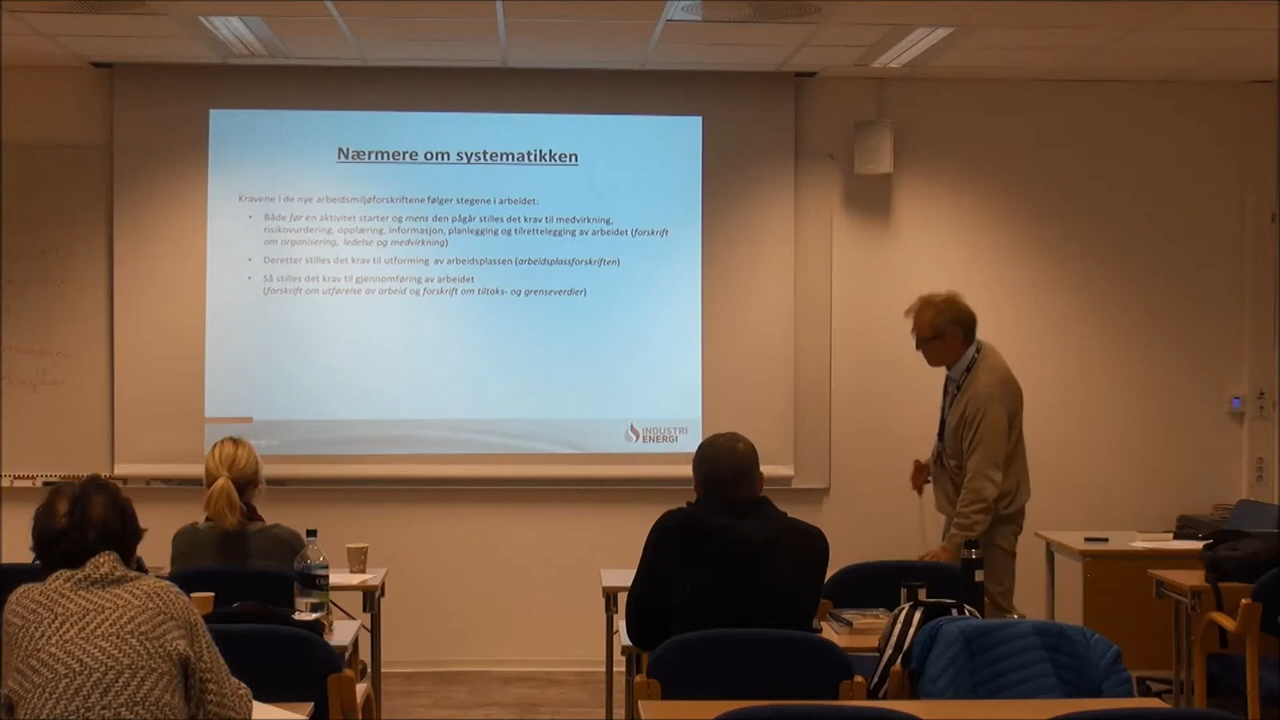 Nærmere om systematikken
Kravene i de nye arbeidsmiljøforskriftene følger stegene i arbeidet:
• Både før en aktivitet starter og mens den pågår stilles det krav til medvirkning,
risikovurdering, opplæring, informasjon, planlegging og tilrettelegging av arbeidet (forskrift
om organisering, ledelse og medvirkning)
• Deretter stilles det krav til utforming av arbeidsplassen (arbeidsplassforskriften)
• Så stilles det krav til gjennomføring av arbeidet
(forskrift om utførelse av arbeid og forskrift om tiltaks- og grenseverdier)
INDUSTRI
ENERGI